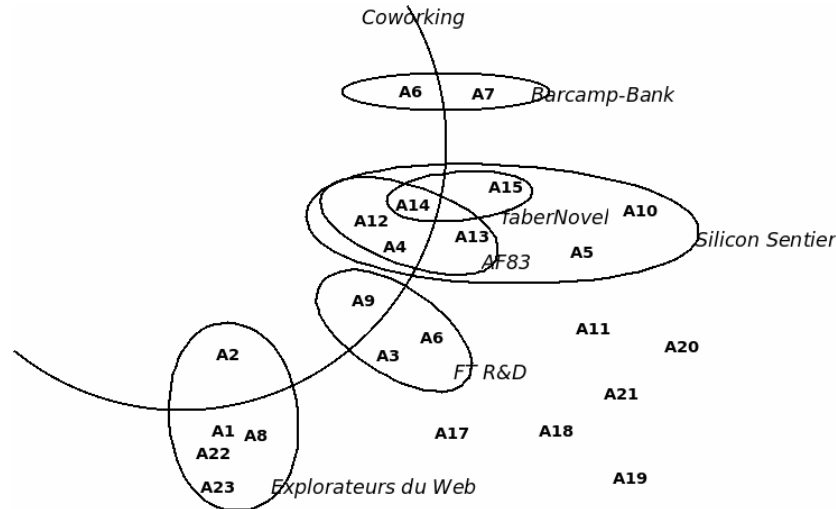 Coworking
A6 A7 Barcamp-Bank
A15
A14 A10
A12 faberNovel
A13 Silicon Sentier
A4 A5
AF83
A9
A11
A6 A20
A2 A3
FT R&D
A21
A1 A8 A17 A18
A22
A19
A23 Explorateurs du Web